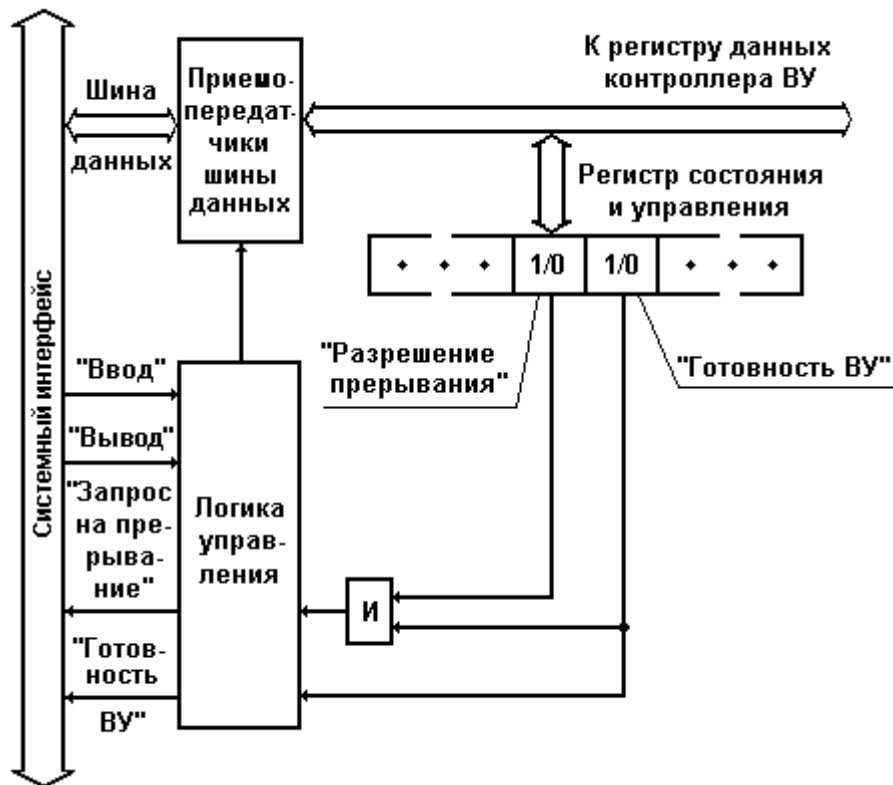 К регистру данных
контроллера ВУ
Приемо-
передат-
чики
шины
данных
Шина
данных
Регистр состояния
и управления
1/0
1/0
"Разрешение
прерывания"
"Готовность ВУ"
Системный интерфейс
"Ввод"
"Вывод"
"Запрос
на пре-
рыва-
ние"
"Готов-
ность
ВУ"
Логика
управ-
ления
И